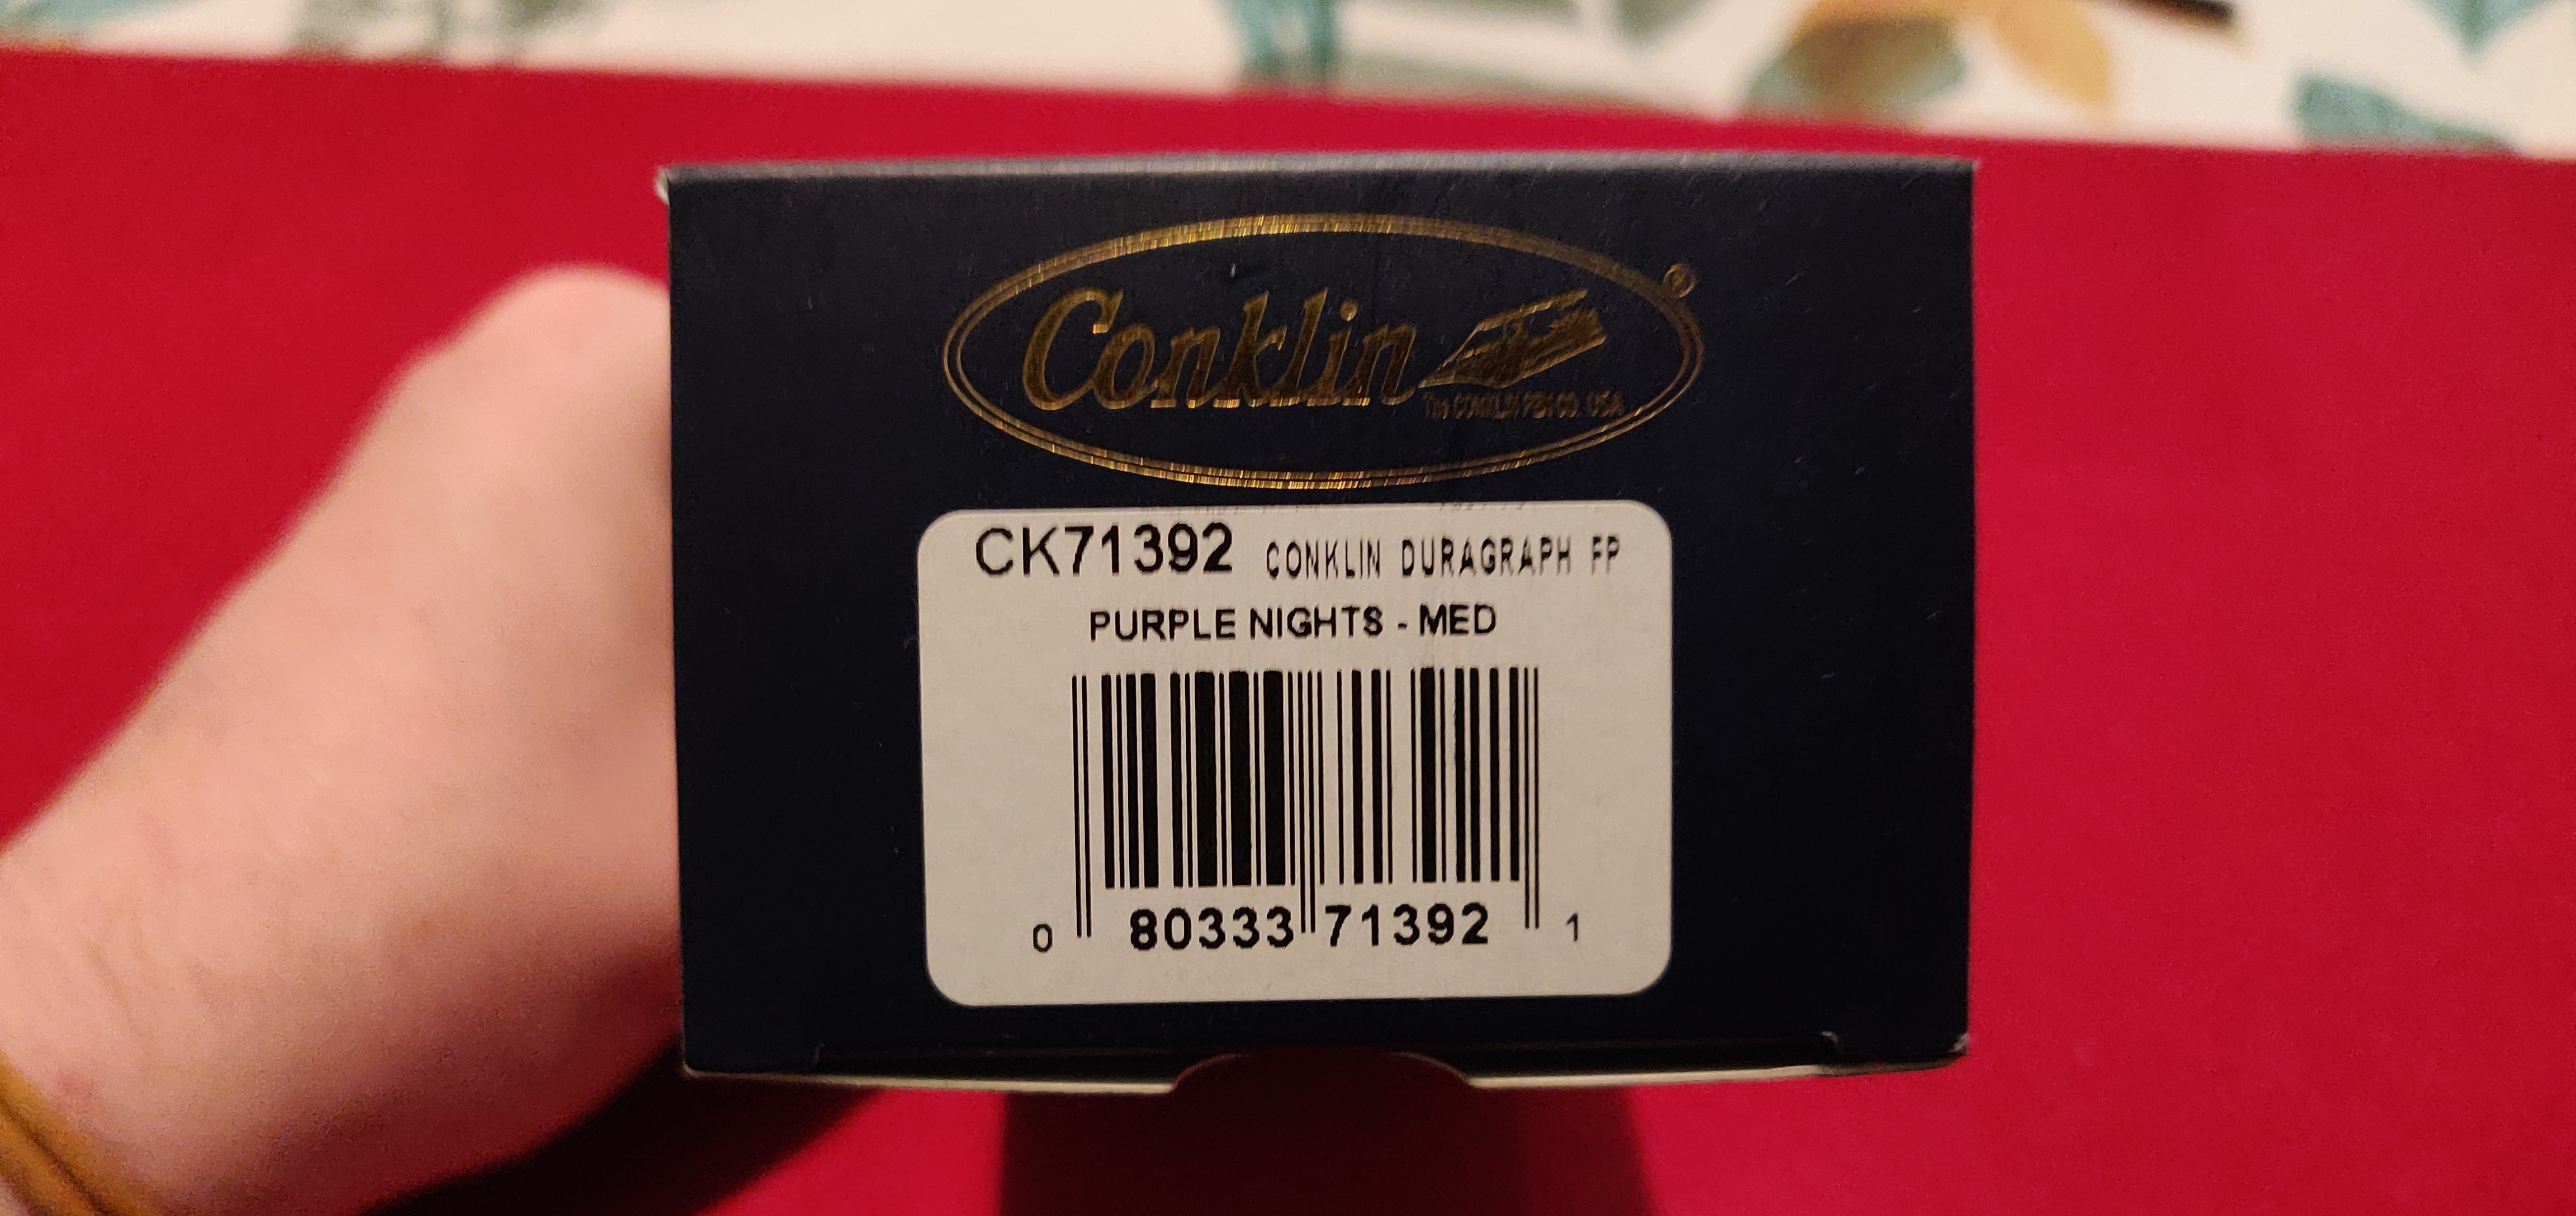 Conklin ®
The CONKLIN PEN CO. USA
CK71392 CONKLIN DURAGRAPH FP
PURPLE NIGHTS - MED
0 80333 71392 1